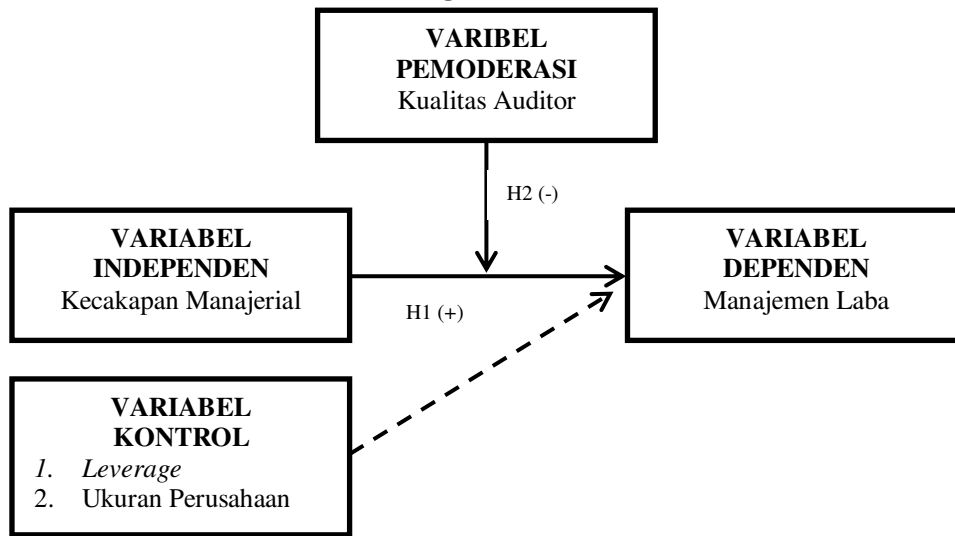 VARIBEL
PEMODERASI
Kualitas Auditor
H2 (-)
VARIABEL
INDEPENDEN
Kecakapan Manajerial
H1 (+)
VARIABEL
DEPENDEN
Manajemen Laba
VARIABEL
KONTROL
1. Leverage
2. Ukuran Perusahaan